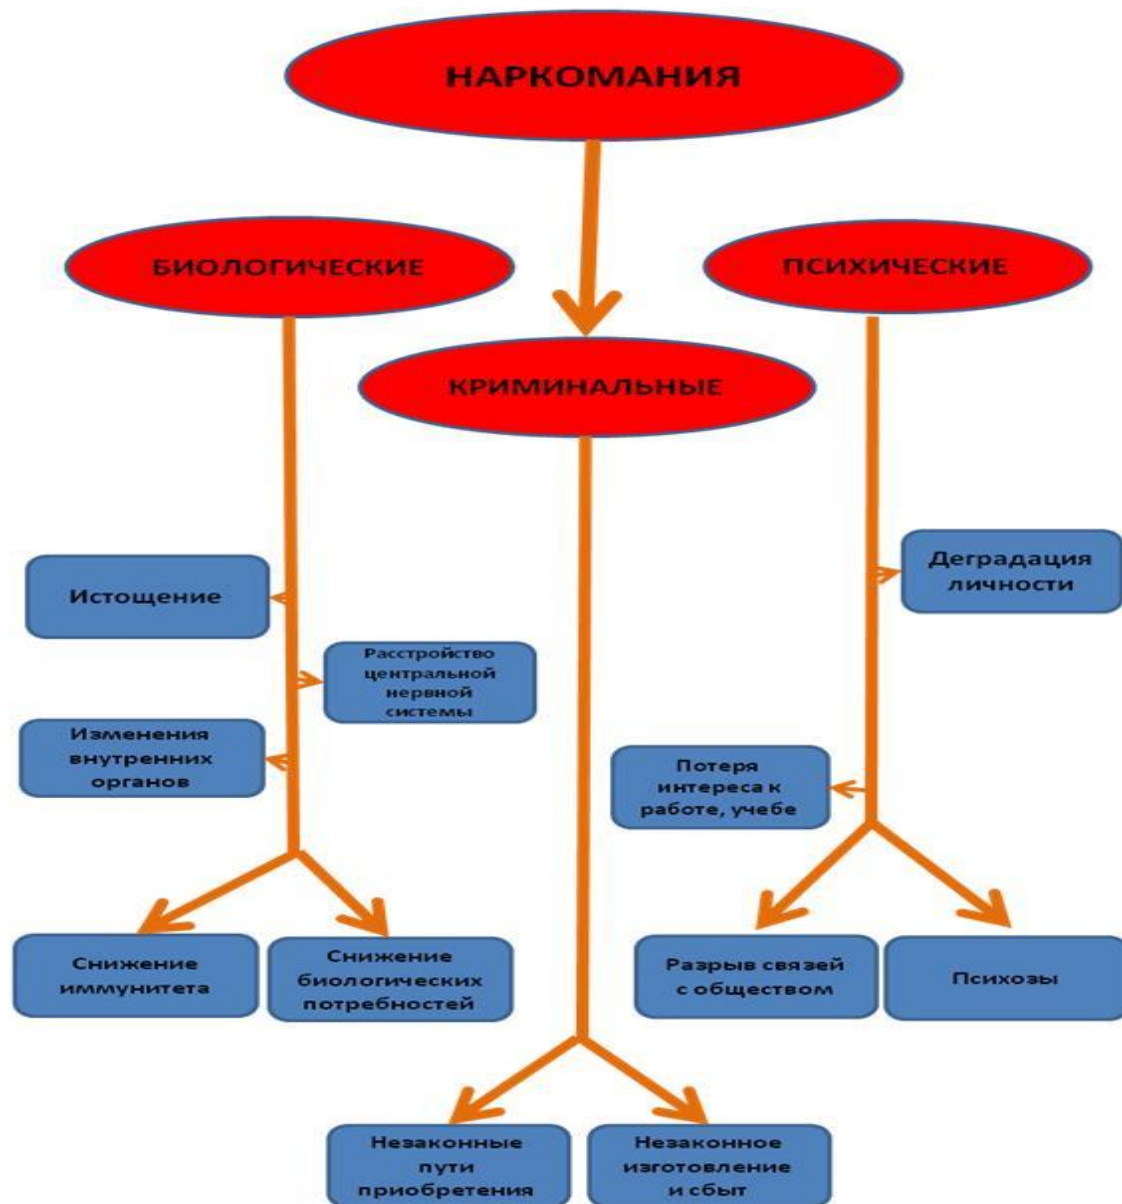 НАРКОМАНИЯ
БИОЛОГИЧЕСКИЕ
ПСИХИЧЕСКИЕ
КРИМИНАЛЬНЫЕ
Истощение
Расстройство
центральной
нервной
системы
Изменения
внутренних
органов
Снижение
иммунитета
Снижение
биологических
потребностей
Деградация
личности
Потеря
интереса к
работе, учебе
Разрыв связей
с обществом
Психозы
Незаконные
пути
приобретения
Незаконное
изготовление
и сбыт